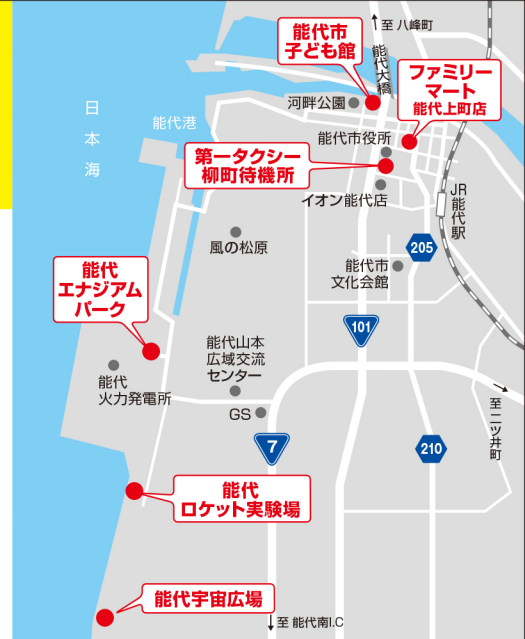 至 八峰町
能代市
子ども館
能代大橋
ファミリー
マート
能代上町店
河畔公園
日本海
能代港
能代市役所
第一タクシー
柳町待機所
イオン能代店
JR能代駅
風の松原
205
能代市
文化会館
能代
エナジアム
パーク
101
能代山本
広域交流
センター
能代
火力発電所
至 二ツ井町
GS
7
210
能代
ロケット実験場
能代宇宙広場
至 能代南I.C